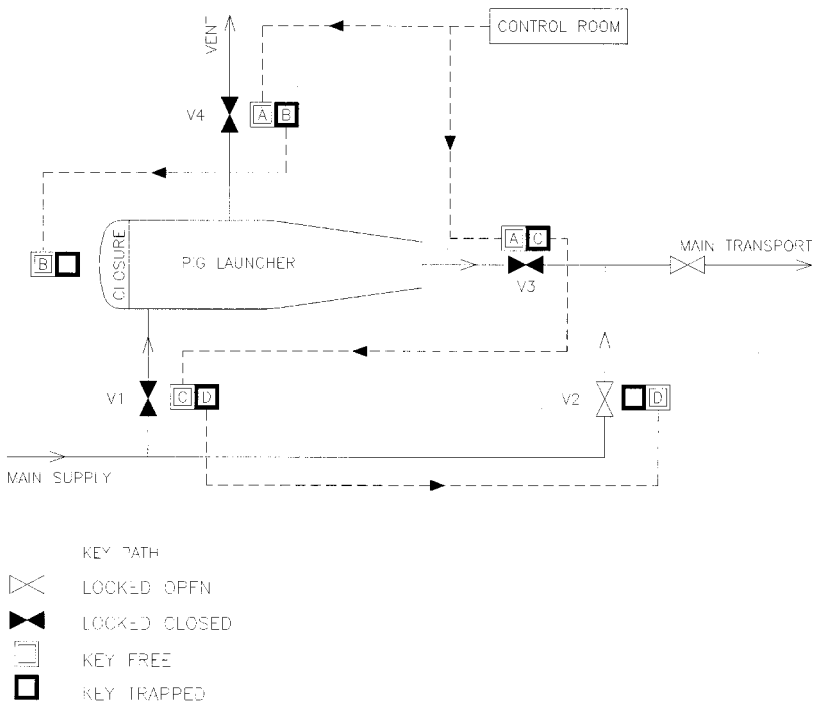 CONTROL ROOM
VENT
V4
A B
B
CLOSURE
PIG LAUNCHER
A C
V3
MAIN TRANSPORT
V1
C D
V2
D
MAIN SUPPLY
KEY PATH
LOCKED OPEN
LOCKED CLOSED
KEY FREE
KEY TRAPPED